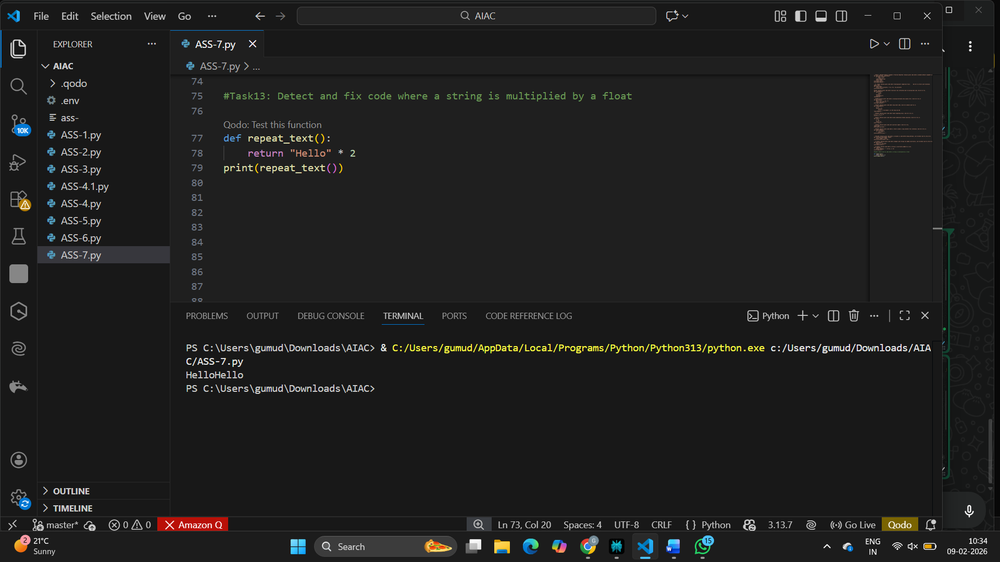 File Edit Selection View Go ··· AIAC
EXPLORER
AIAC
.qodo
.env
ass-
ASS-1.py
ASS-2.py
ASS-3.py
ASS-4.1.py
ASS-4.py
ASS-5.py
ASS-6.py
ASS-7.py
OUTLINE
TIMELINE
10K
ASS-7.py
ASS-7.py > ...
74
75 #Task13: Detect and fix code where a string is multiplied by a float
76
Qodo: Test this function
77 def repeat_text():
78     return "Hello" * 2
79 print(repeat_text())
80
81
82
83
84
85
86
87
88
PROBLEMS OUTPUT DEBUG CONSOLE TERMINAL PORTS CODE REFERENCE LOG
Python
PS C:\Users\gumud\Downloads\AIAC> & C:/Users/gumud/AppData/Local/Programs/Python/Python313/python.exe c:/Users/gumud/Downloads/AIA
C/ASS-7.py
HelloHello
PS C:\Users\gumud\Downloads\AIAC>
master* 0 0 Amazon Q Ln 73, Col 20 Spaces: 4 UTF-8 CRLF { } Python 3.13.7 Go Live Qodo
2 21°C
Sunny
Search
15
ENG
IN
10:34
09-02-2026